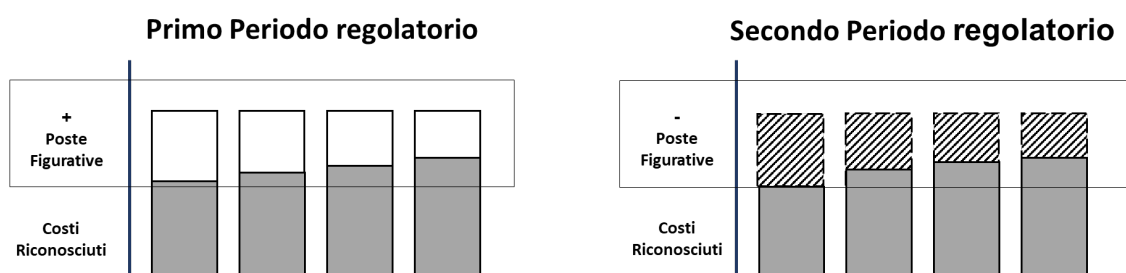 Primo Periodo regolatorio
+
Poste
Figurative
Costi
Riconosciuti
Secondo Periodo regolatorio
-
Poste
Figurative
Costi
Riconosciuti